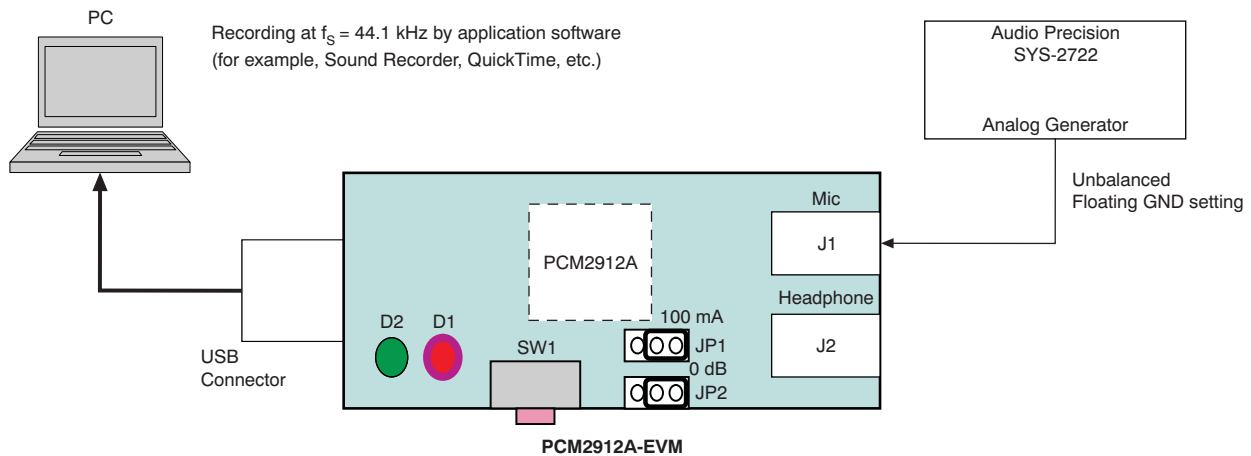 PC
Recording at fS = 44.1 kHz by application software
(for example, Sound Recorder, QuickTime, etc.)
Audio Precision
SYS-2722
Analog Generator
Unbalanced
Floating GND setting
Mic
J1
PCM2912A
Headphone
J2
100 mA
JP1
0 dB
JP2
D2
D1
SW1
USB
Connector
PCM2912A-EVM